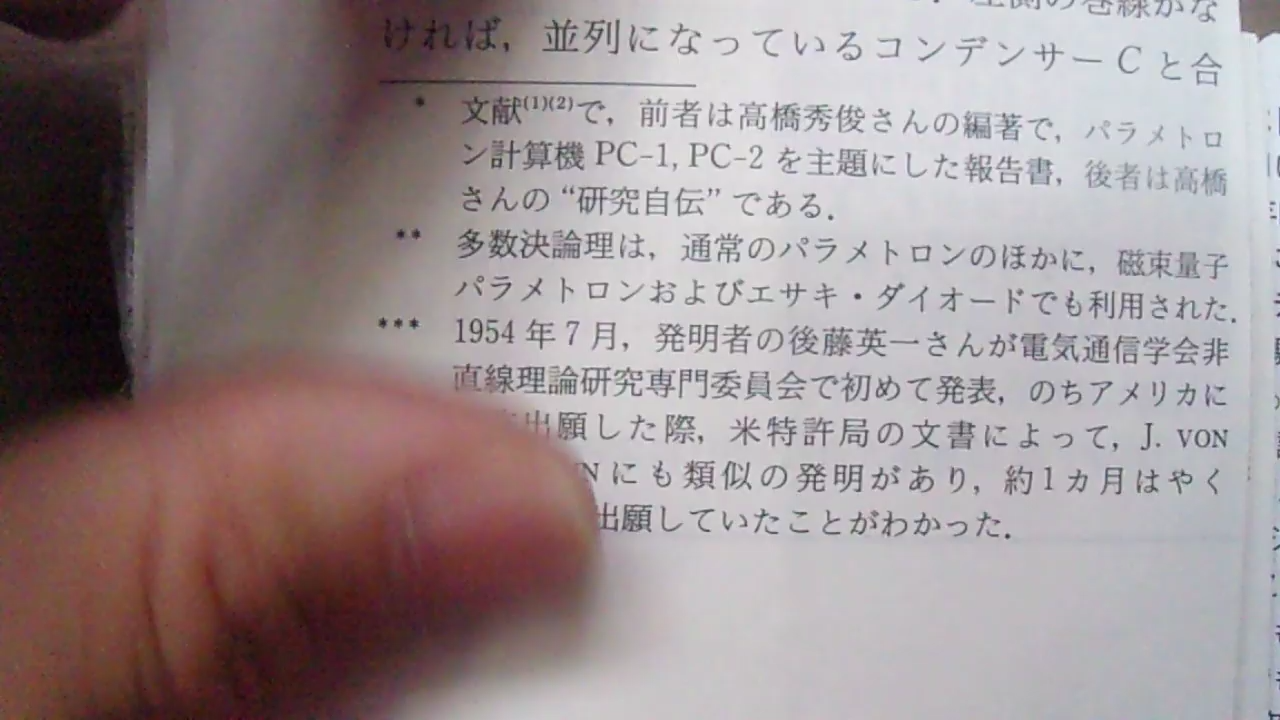 左側の巻線がな
ければ，並列になっているコンデンサーCと合
* 文献(1)(2)で，前者は高橋秀俊さんの編著で，パラメトロ
ン計算機 PC-1, PC-2 を主題にした報告書，後者は高橋
さんの“研究自伝”である．
** 多数決論理は，通常のパラメトロンのほかに，磁束量子
パラメトロンおよびエサキ・ダイオードでも利用された．
*** 1954年7月，発明者の後藤英一さんが電気通信学会非
直線理論研究専門委員会で初めて発表，のちアメリカに
出願した際，米特許局の文書によって，J. VON
にも類似の発明があり，約1カ月はやく
出願していたことがわかった．